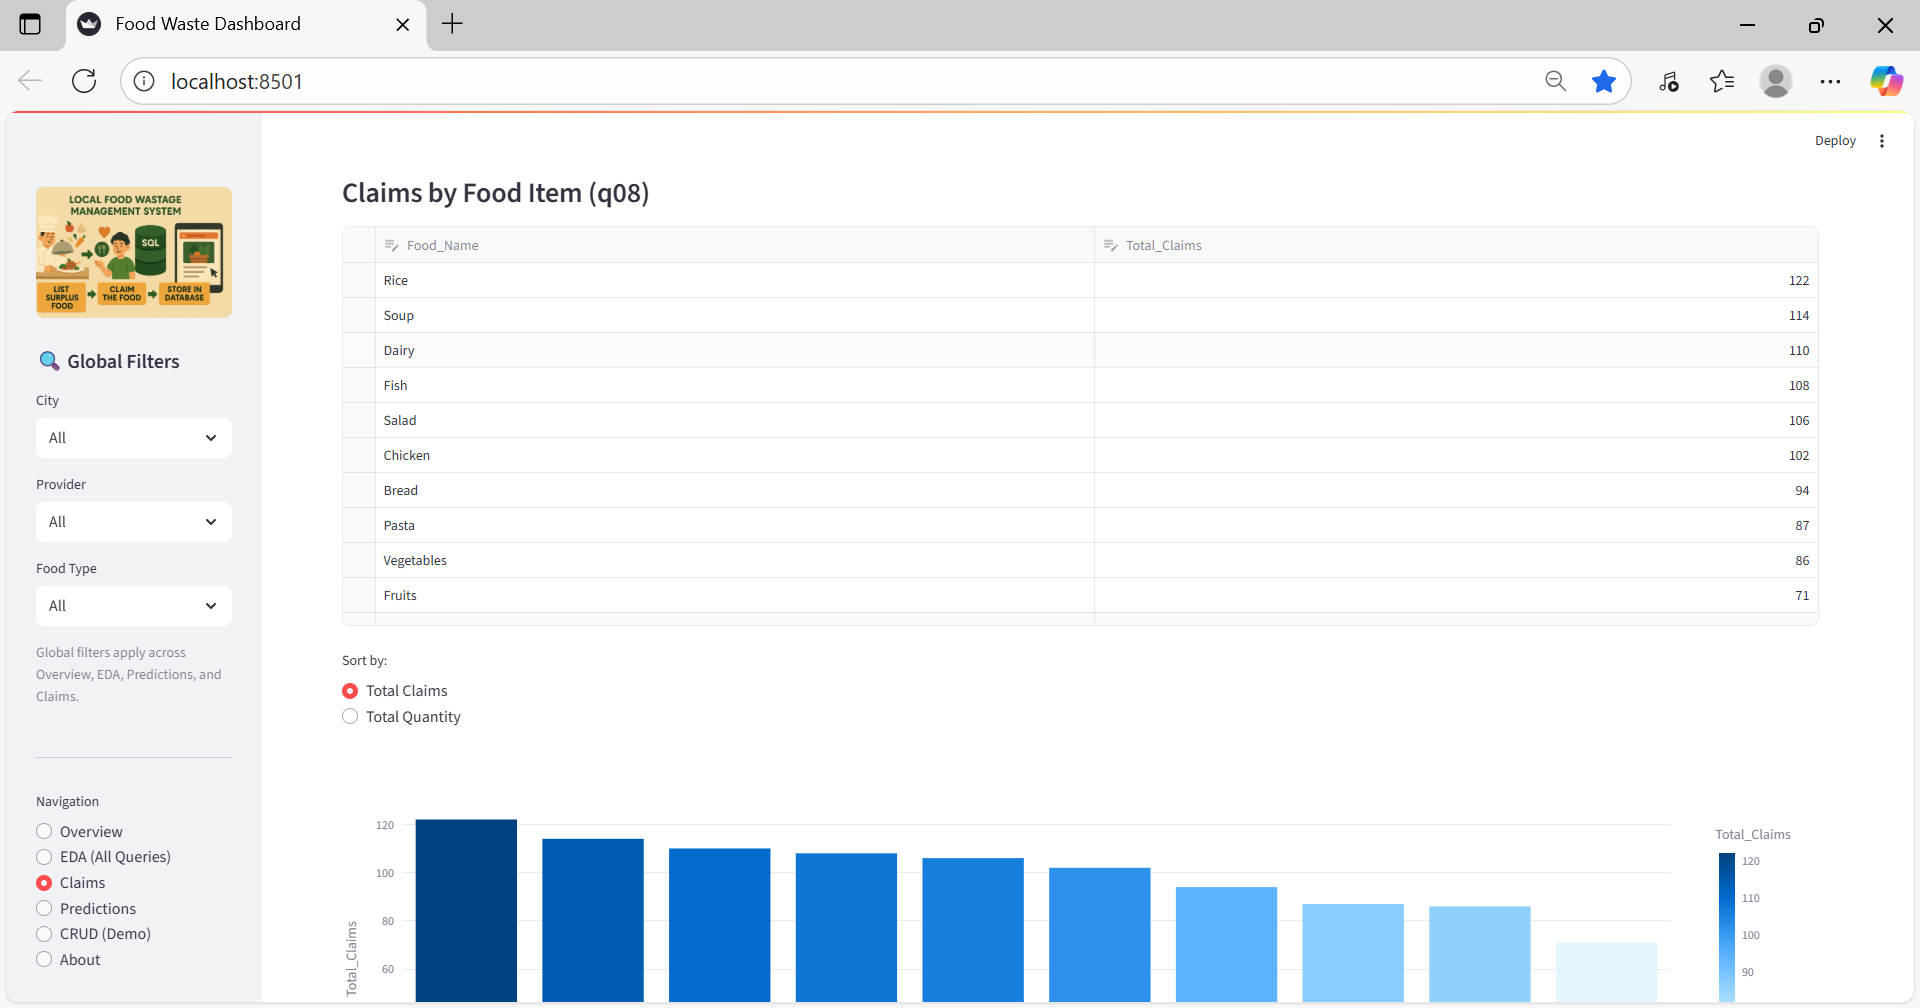 Food Waste Dashboard
localhost:8501
Deploy
LOCAL FOOD WASTAGE
MANAGEMENT SYSTEM
SQL
LIST
SURPLUS
FOOD
CLAIM
THE FOOD
STORE IN
DATABASE
Global Filters
City
All
Provider
All
Food Type
All
Global filters apply across
Overview, EDA, Predictions, and
Claims.
Navigation
Overview
EDA (All Queries)
Claims
Predictions
CRUD (Demo)
About
Claims by Food Item (q08)
Food_Name Total_Claims
Rice 122
Soup 114
Dairy 110
Fish 108
Salad 106
Chicken 102
Bread 94
Pasta 87
Vegetables 86
Fruits 71
Sort by:
Total Claims
Total Quantity
120
100
80
60
Total_Claims
Total_Claims
120
110
100
90